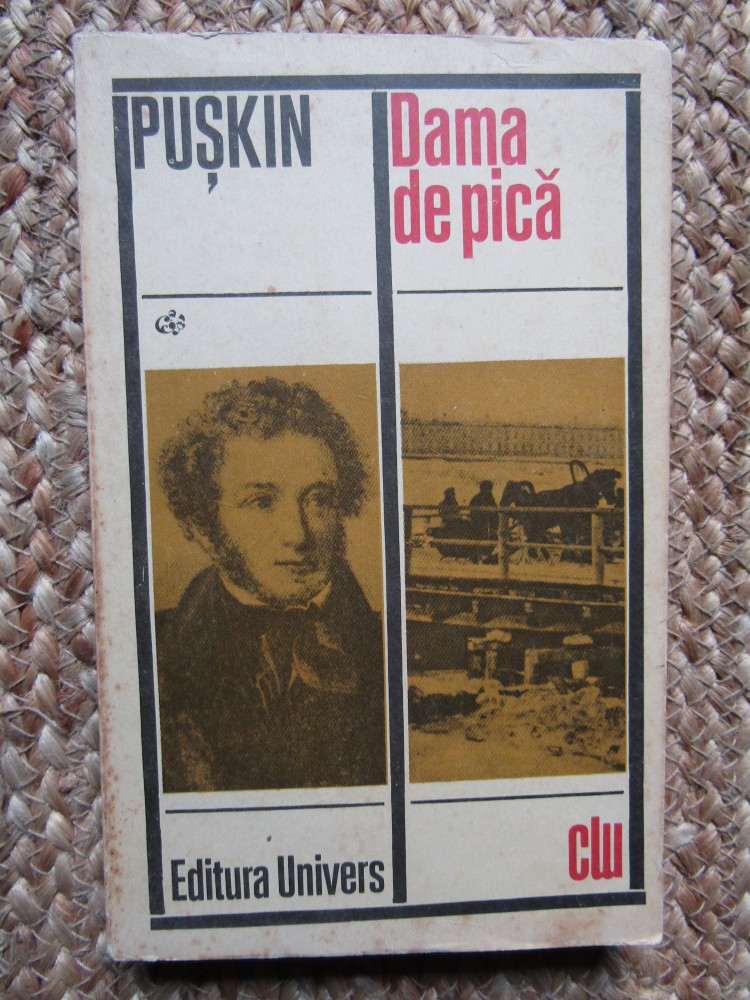 PUȘKIN
Dama
de pică
Editura Univers
clu